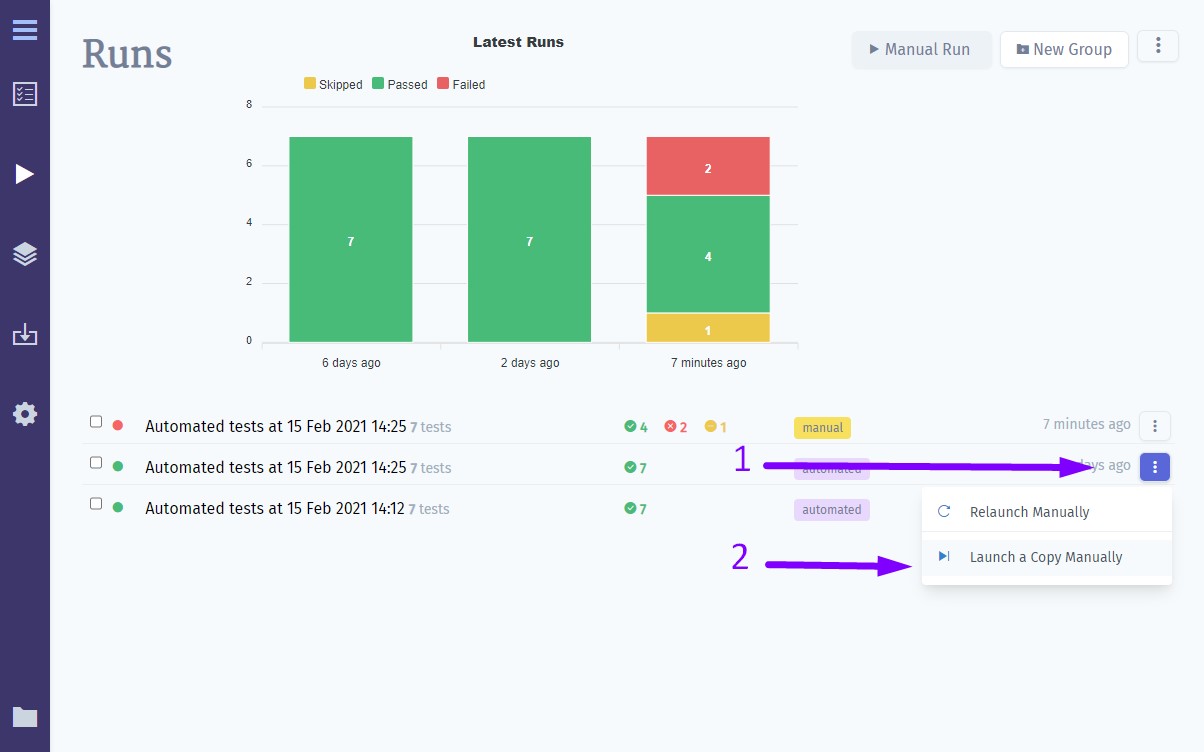 Runs
Latest Runs
Manual Run
New Group
Skipped Passed Failed
8
6
4
2
0
7
7
2
4
1
6 days ago
2 days ago
7 minutes ago
Automated tests at 15 Feb 2021 14:25 7 tests 4 2 1 manual 7 minutes ago
1
Automated tests at 15 Feb 2021 14:25 7 tests 7 automated days ago
Automated tests at 15 Feb 2021 14:12 7 tests 7 automated
Relaunch Manually
2
Launch a Copy Manually